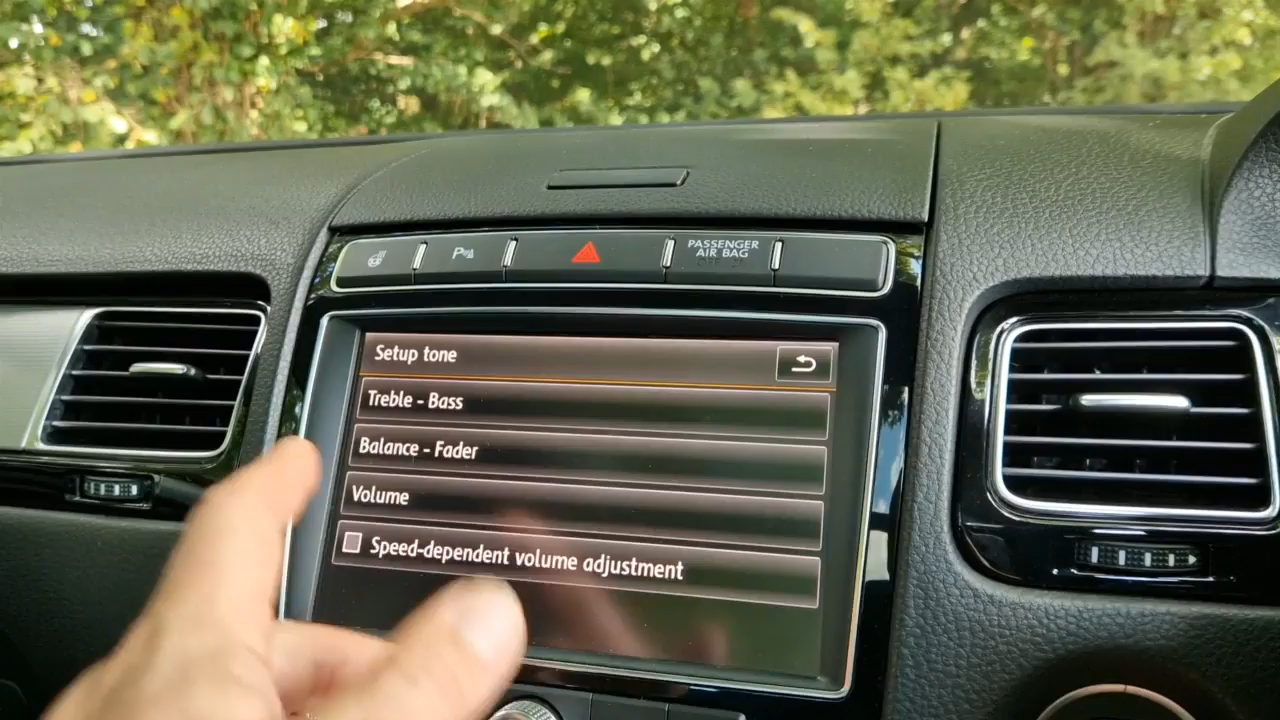 P
PASSENGER
AIR BAG
Setup tone
Treble - Bass
Balance - Fader
Volume
Speed-dependent volume adjustment